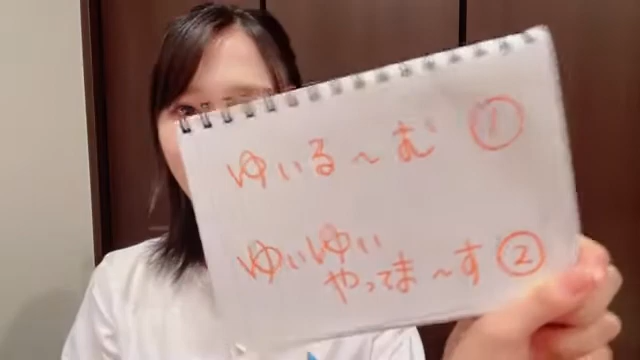 ゆいる～む ①
ゆいゆい
やってま～す ②